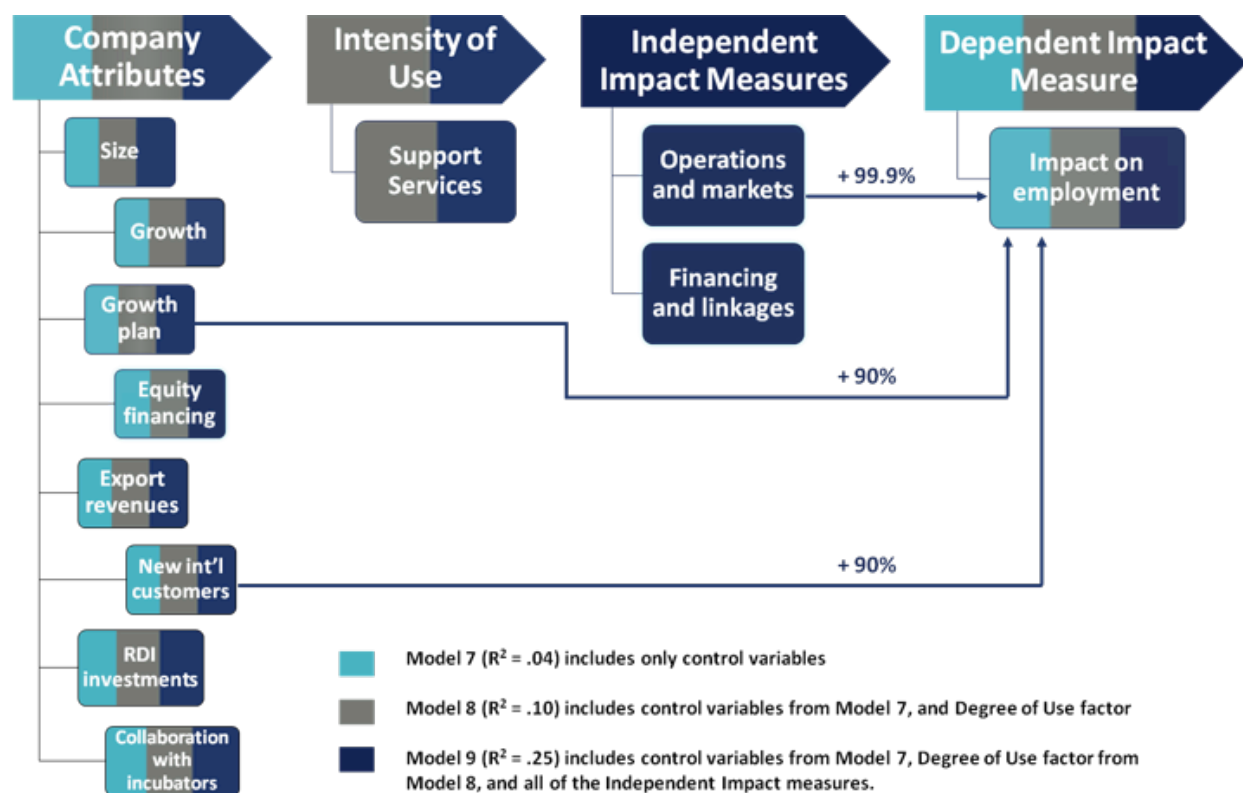 Company
Attributes
Intensity of
Use
Independent
Impact Measures
Dependent Impact
Measure
Size
Growth
Growth
plan
Equity
financing
Export
revenues
New int'l
customers
RDI
investments
Collaboration
with
incubators
Support
Services
Operations
and markets
Financing
and linkages
+ 99.9%
Impact on
employment
+ 90%
+ 90%
Model 7 (R² = .04) includes only control variables
Model 8 (R² = .10) includes control variables from Model 7, and Degree of Use factor
Model 9 (R² = .25) includes control variables from Model 7, Degree of Use factor from
Model 8, and all of the Independent Impact measures.